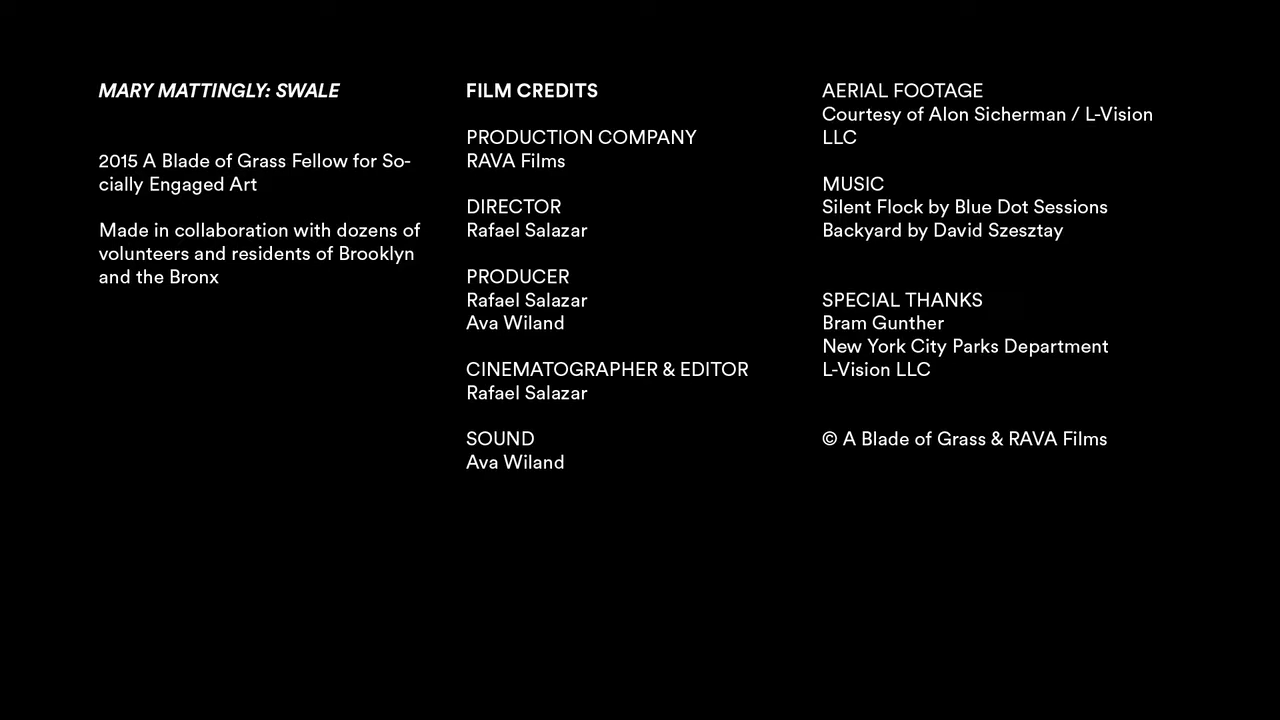 MARY MATTINGLY: SWALE
2015 A Blade of Grass Fellow for So-
cially Engaged Art
Made in collaboration with dozens of
volunteers and residents of Brooklyn
and the Bronx
FILM CREDITS
PRODUCTION COMPANY
RAVA Films
DIRECTOR
Rafael Salazar
PRODUCER
Rafael Salazar
Ava Wiland
CINEMATOGRAPHER & EDITOR
Rafael Salazar
SOUND
Ava Wiland
AERIAL FOOTAGE
Courtesy of Alon Sicherman / L-Vision
LLC
MUSIC
Silent Flock by Blue Dot Sessions
Backyard by David Szesztay
SPECIAL THANKS
Bram Gunther
New York City Parks Department
L-Vision LLC
© A Blade of Grass & RAVA Films